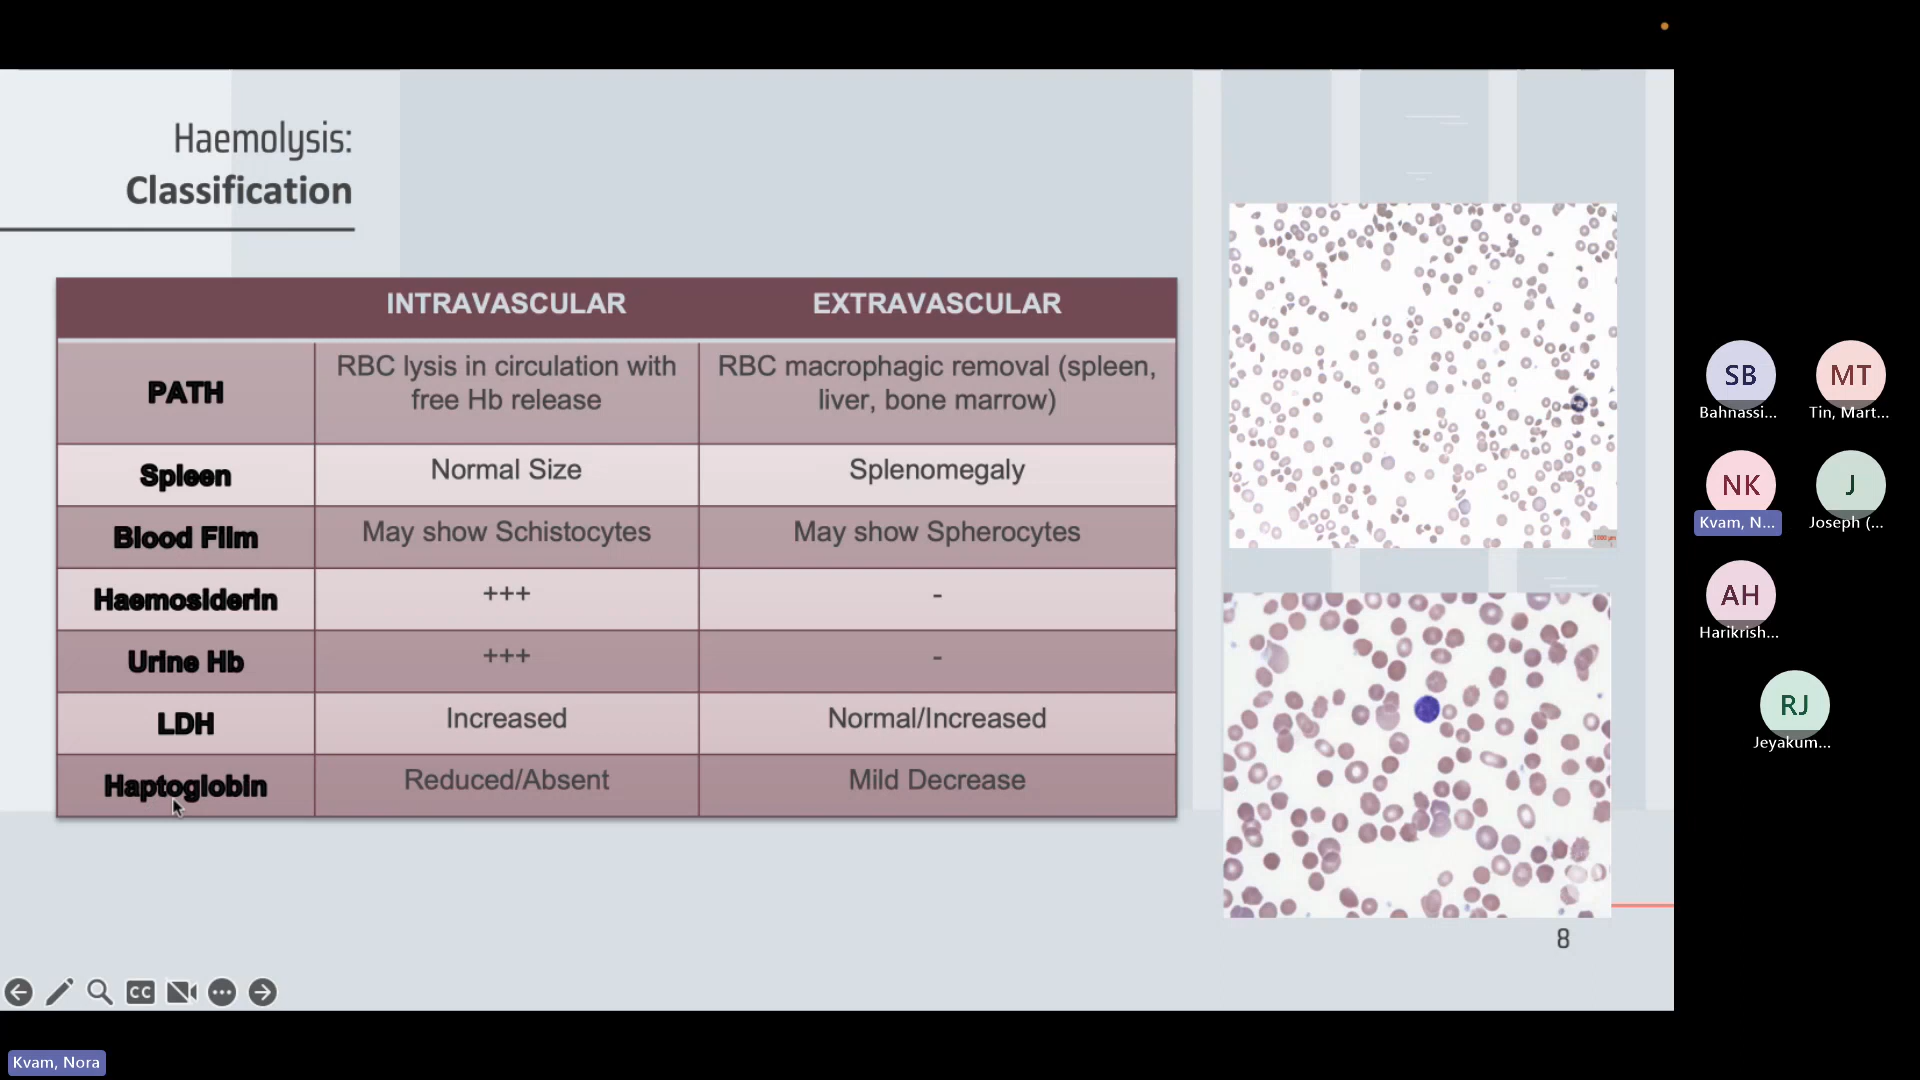 Haemolysis:
Classification
INTRAVASCULAR EXTRAVASCULAR
PATH
RBC lysis in circulation with
free Hb release
RBC macrophagic removal (spleen,
liver, bone marrow)
Spleen Normal Size Splenomegaly
Blood Film May show Schistocytes May show Spherocytes
Haemosiderin +++ -
Urine Hb +++ -
LDH Increased Normal/Increased
Haptoglobin Reduced/Absent Mild Decrease
8
CC
SB
Bahnassi...
MT
Tin, Mart...
NK
Kvam, N...
J
Joseph (...
AH
Harikrish...
RJ
Jeyakum...
Kvam, Nora